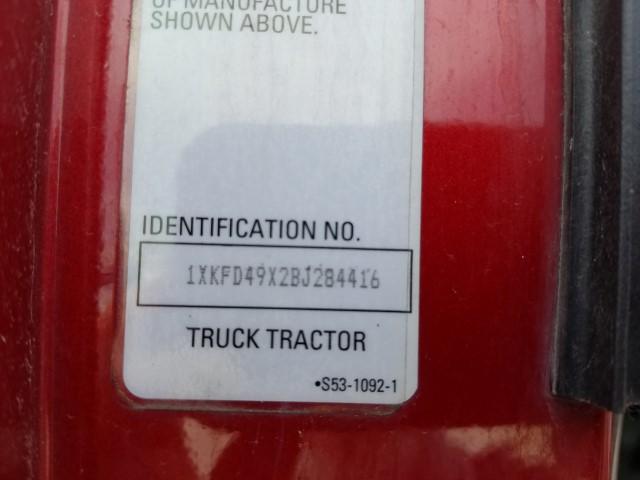 OF MANUFACTURE
SHOWN ABOVE.
IDENTIFICATION NO.
1XKFD49X2BJ284416
TRUCK TRACTOR
•S53-1092-1